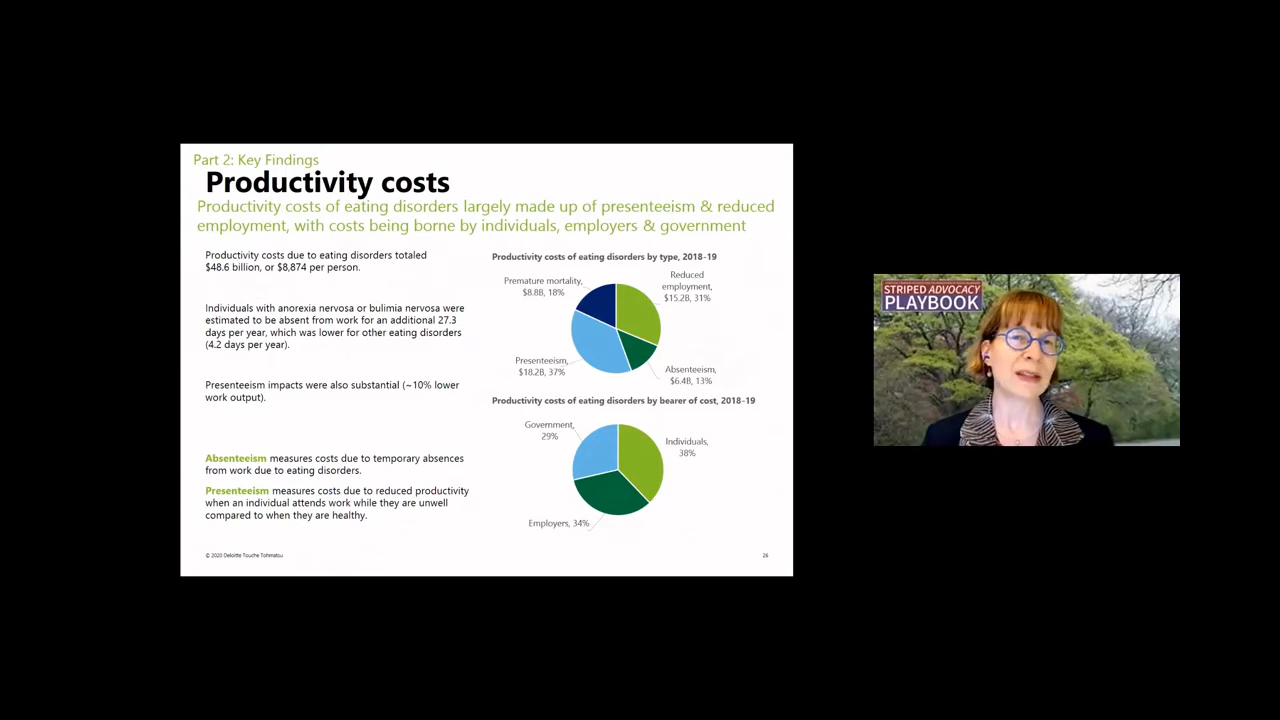 Part 2: Key Findings
Productivity costs
Productivity costs of eating disorders largely made up of presenteeism & reduced
employment, with costs being borne by individuals, employers & government
Productivity costs due to eating disorders totaled
$48.6 billion, or $8,874 per person.
Individuals with anorexia nervosa or bulimia nervosa were
estimated to be absent from work for an additional 27.3
days per year, which was lower for other eating disorders
(4.2 days per year).
Presenteeism impacts were also substantial (~10% lower
work output).
Absenteeism measures costs due to temporary absences
from work due to eating disorders.
Presenteeism measures costs due to reduced productivity
when an individual attends work while they are unwell
compared to when they are healthy.
Productivity costs of eating disorders by type, 2018-19
Premature mortality,
$8.8B, 18%
Reduced
employment,
$15.2B, 31%
Presenteeism,
$18.2B, 37%
Absenteeism,
$6.4B, 13%
Productivity costs of eating disorders by bearer of cost, 2018-19
Government,
29%
Individuals,
38%
Employers, 34%
© 2020 Deloitte Touche Tohmatsu
26
STRIPED ADVOCACY
PLAYBOOK